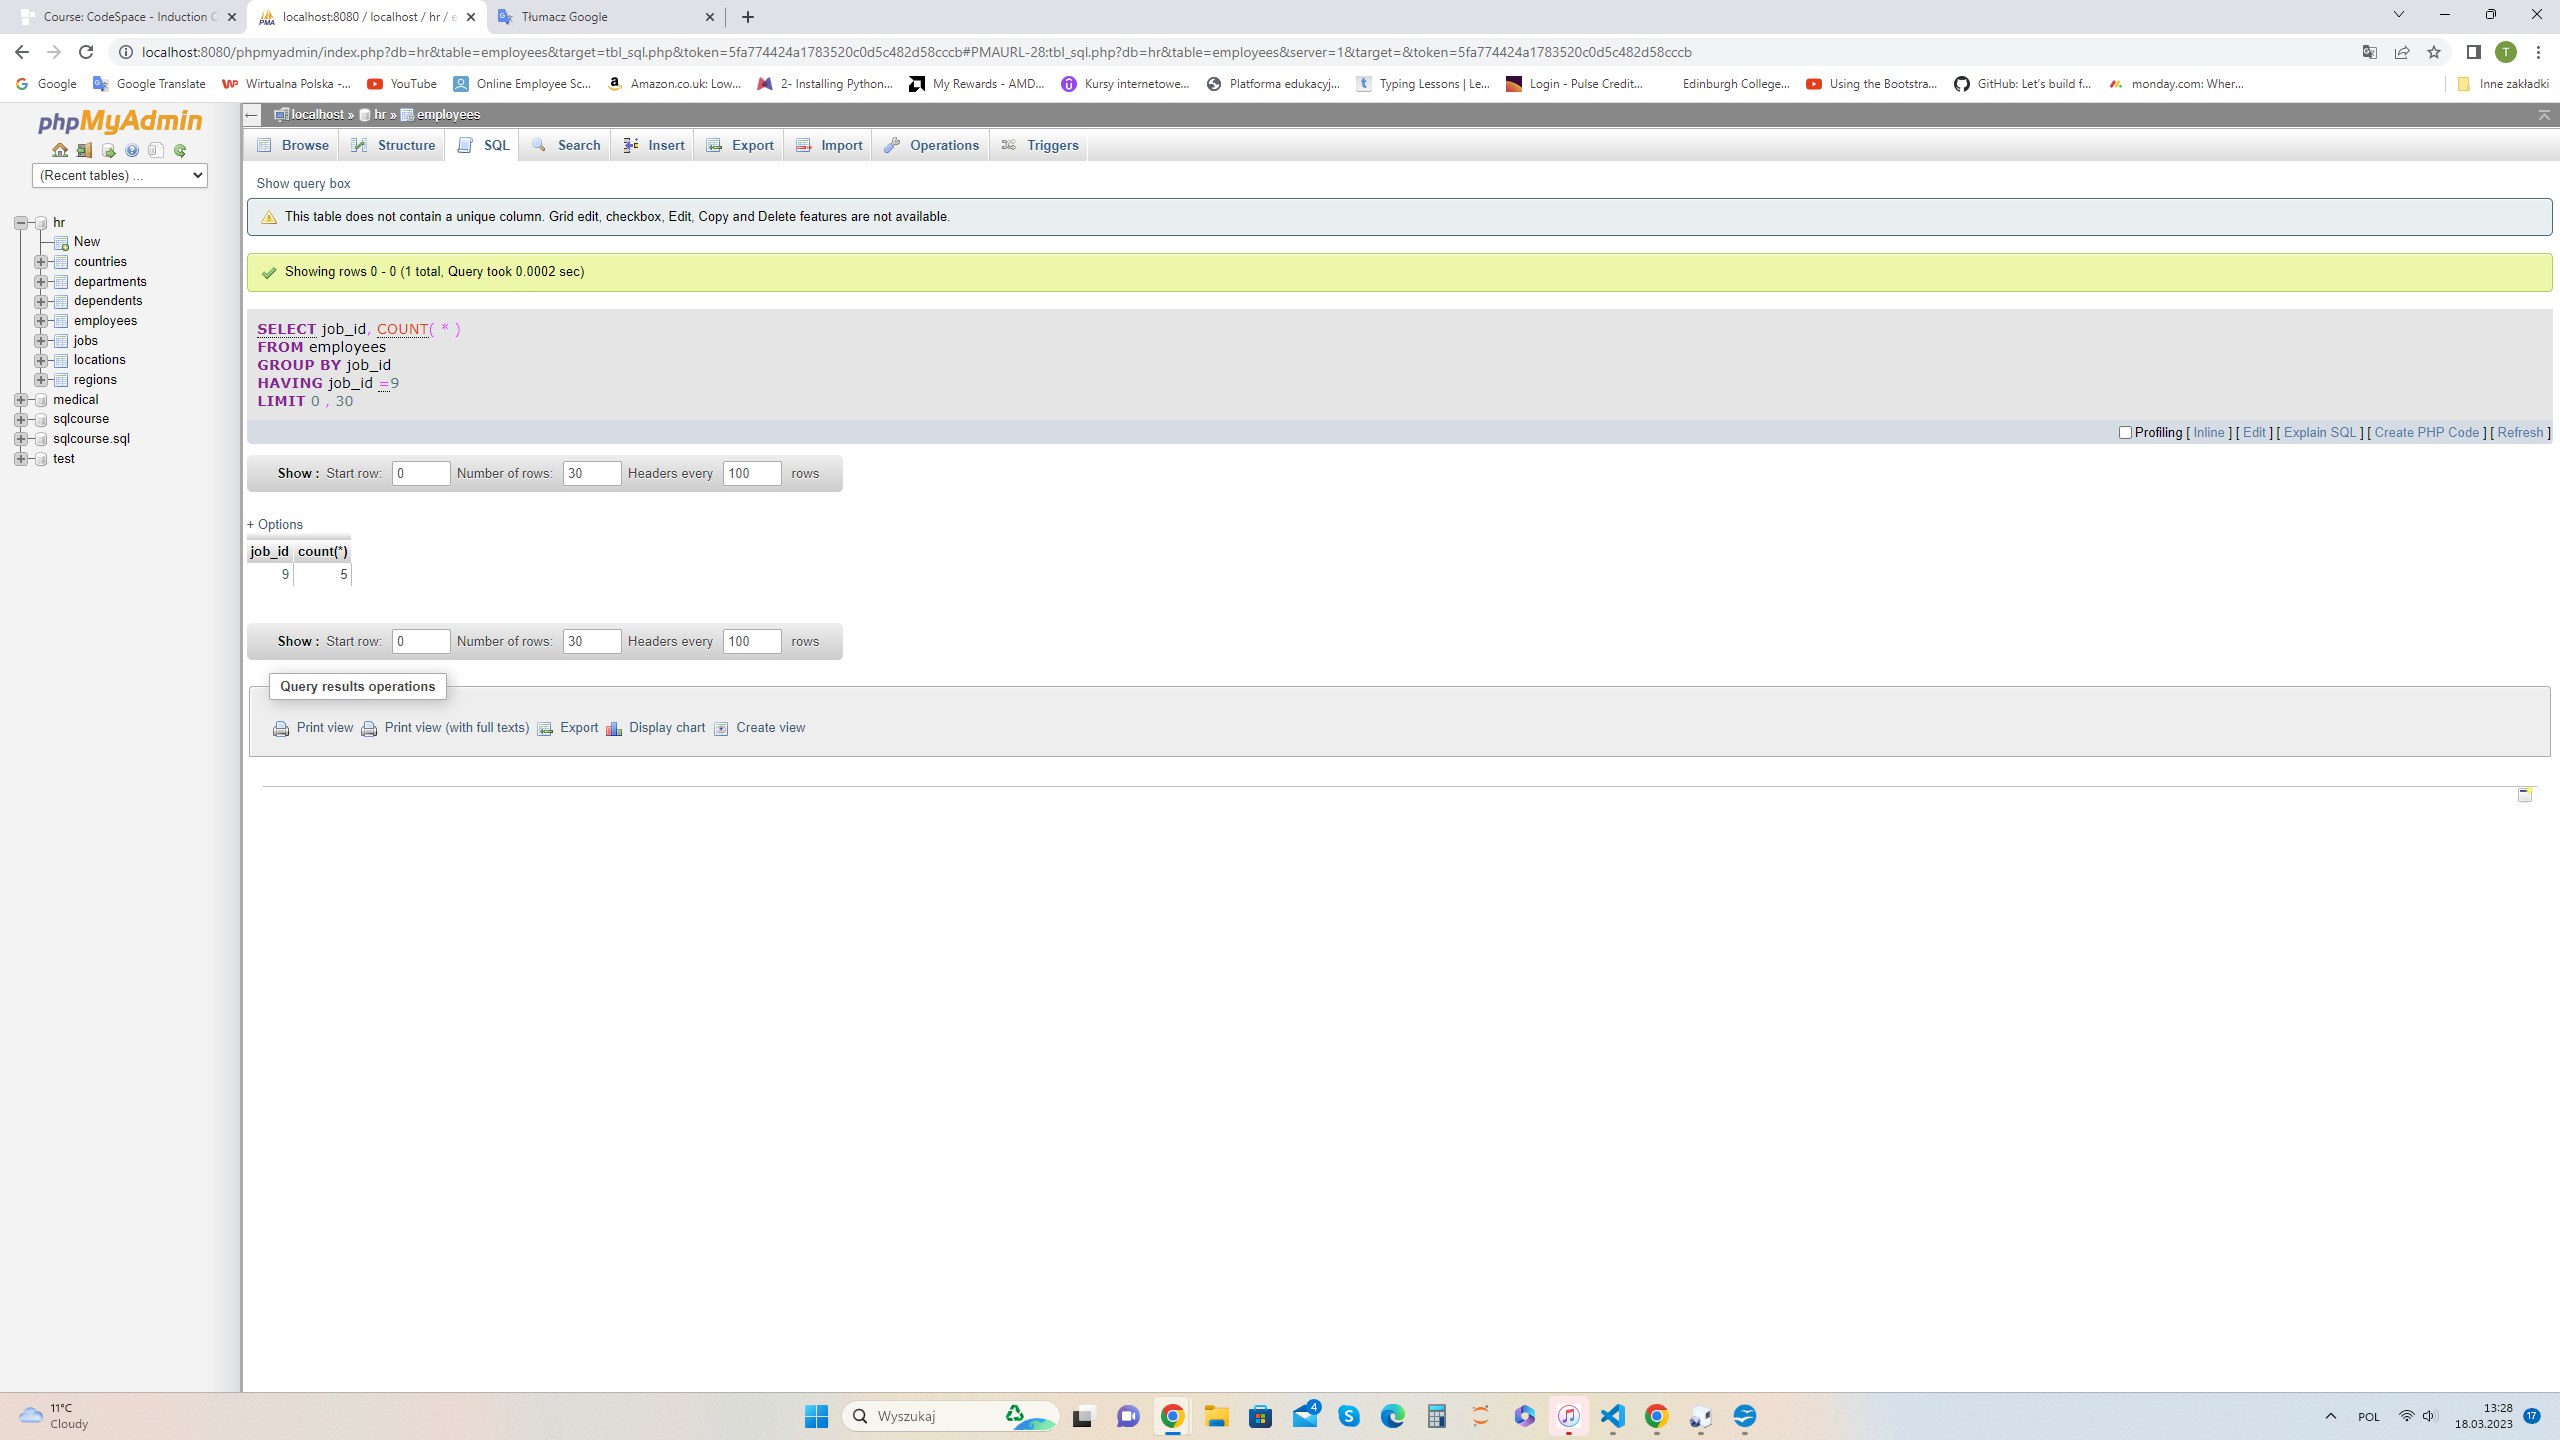 Course: CodeSpace - Induction C
localhost:8080 / localhost / hr / e
Tłumacz Google
localhost:8080/phpmyadmin/index.php?db=hr&table=employees&target=tbl_sql.php&token=5fa774424a1783520c0d5c482d58cccb#PMAURL-28:tbl_sql.php?db=hr&table=employees&server=1&target=&token=5fa774424a1783520c0d5c482d58cccb
T
Google
Google Translate
Wirtualna Polska -...
YouTube
Online Employee Sc...
Amazon.co.uk: Low...
2- Installing Python...
My Rewards - AMD...
Kursy internetowe...
Platforma edukacyj...
Typing Lessons | Le...
Login - Pulse Credit...
Edinburgh College...
Using the Bootstra...
GitHub: Let's build f...
monday.com: Wher...
Inne zakładki
phpMyAdmin
(Recent tables) ...
hr
New
countries
departments
dependents
employees
jobs
locations
regions
medical
sqlcourse
sqlcourse.sql
test
localhost » hr » employees
Browse
Structure
SQL
Search
Insert
Export
Import
Operations
Triggers
Show query box
This table does not contain a unique column. Grid edit, checkbox, Edit, Copy and Delete features are not available.
Showing rows 0 - 0 (1 total, Query took 0.0002 sec)
SELECT job_id, COUNT( * )
FROM employees
GROUP BY job_id
HAVING job_id =9
LIMIT 0 , 30
Profiling [ Inline ] [ Edit ] [ Explain SQL ] [ Create PHP Code ] [ Refresh ]
Show : Start row: 0 Number of rows: 30 Headers every 100 rows
+ Options
job_id count(*)
9 5
Show : Start row: 0 Number of rows: 30 Headers every 100 rows
Query results operations
Print view
Print view (with full texts)
Export
Display chart
Create view
11°C
Cloudy
Wyszukaj
4
POL
13:28
18.03.2023
17